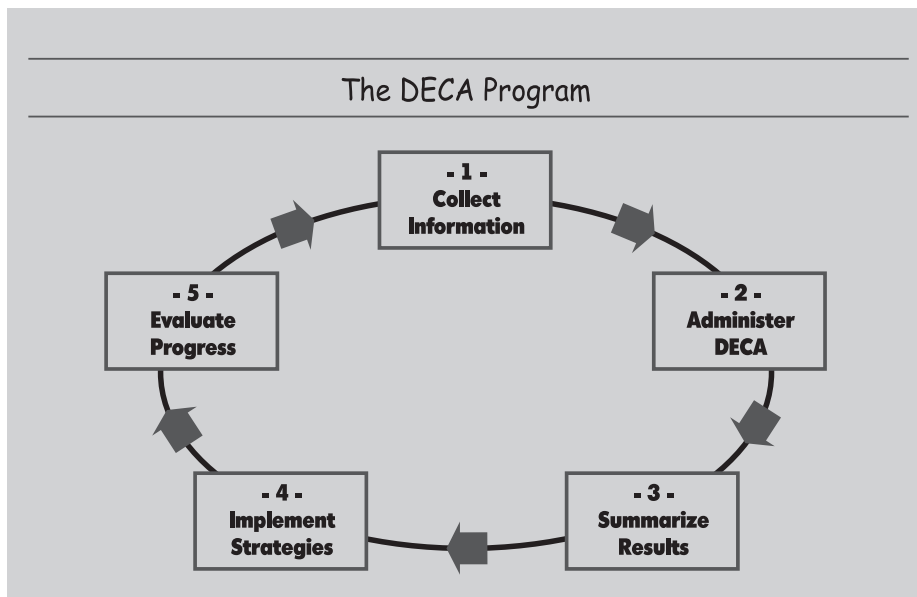 The DECA Program
- 1 -
Collect
Information
- 2 -
Administer
DECA
- 3 -
Summarize
Results
- 4 -
Implement
Strategies
- 5 -
Evaluate
Progress